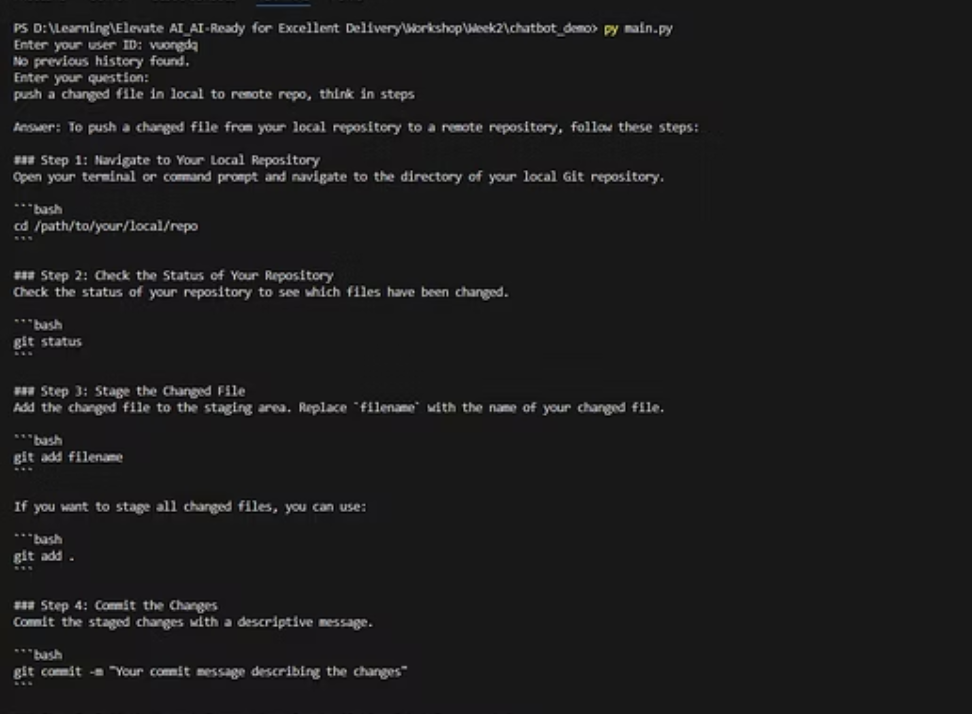 PS D:\Learning\Elevate AI_AI-Ready for Excellent Delivery\Workshop\Week2\chatbot_demo> py main.py
Enter your user ID: vuongdq
No previous history found.
Enter your question:
push a changed file in local to remote repo, think in steps

Answer: To push a changed file from your local repository to a remote repository, follow these steps:

### Step 1: Navigate to Your Local Repository
Open your terminal or command prompt and navigate to the directory of your local Git repository.

```bash
cd /path/to/your/local/repo
```

### Step 2: Check the Status of Your Repository
Check the status of your repository to see which files have been changed.

```bash
git status
```

### Step 3: Stage the Changed File
Add the changed file to the staging area. Replace `filename` with the name of your changed file.

```bash
git add filename
```

If you want to stage all changed files, you can use:

```bash
git add .
```

### Step 4: Commit the Changes
Commit the staged changes with a descriptive message.

```bash
git commit -m "Your commit message describing the changes"
```